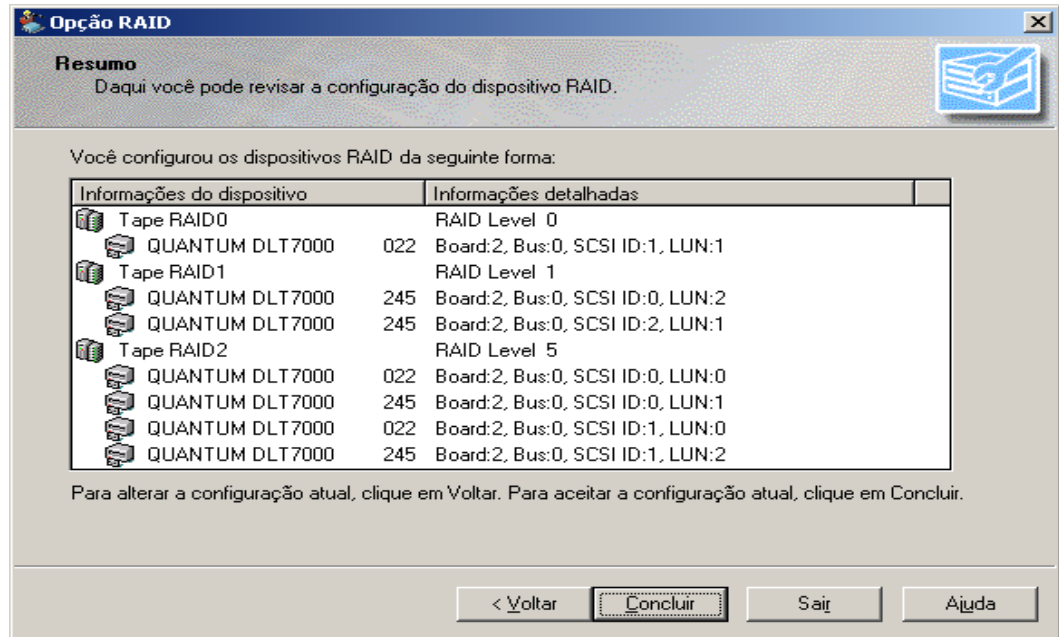 Opção RAID
Resumo
Daqui você pode revisar a configuração do dispositivo RAID.
Você configurou os dispositivos RAID da seguinte forma:
Informações do dispositivo Informações detalhadas
Tape RAID0 RAID Level 0
QUANTUM DLT7000 022 Board:2, Bus:0, SCSI ID:1, LUN:1
Tape RAID1 RAID Level 1
QUANTUM DLT7000 245 Board:2, Bus:0, SCSI ID:0, LUN:2
QUANTUM DLT7000 245 Board:2, Bus:0, SCSI ID:2, LUN:1
Tape RAID2 RAID Level 5
QUANTUM DLT7000 022 Board:2, Bus:0, SCSI ID:0, LUN:0
QUANTUM DLT7000 245 Board:2, Bus:0, SCSI ID:0, LUN:1
QUANTUM DLT7000 022 Board:2, Bus:0, SCSI ID:1, LUN:0
QUANTUM DLT7000 245 Board:2, Bus:0, SCSI ID:1, LUN:2
Para alterar a configuração atual, clique em Voltar. Para aceitar a configuração atual, clique em Concluir.
< Voltar Concluir Sair Ajuda